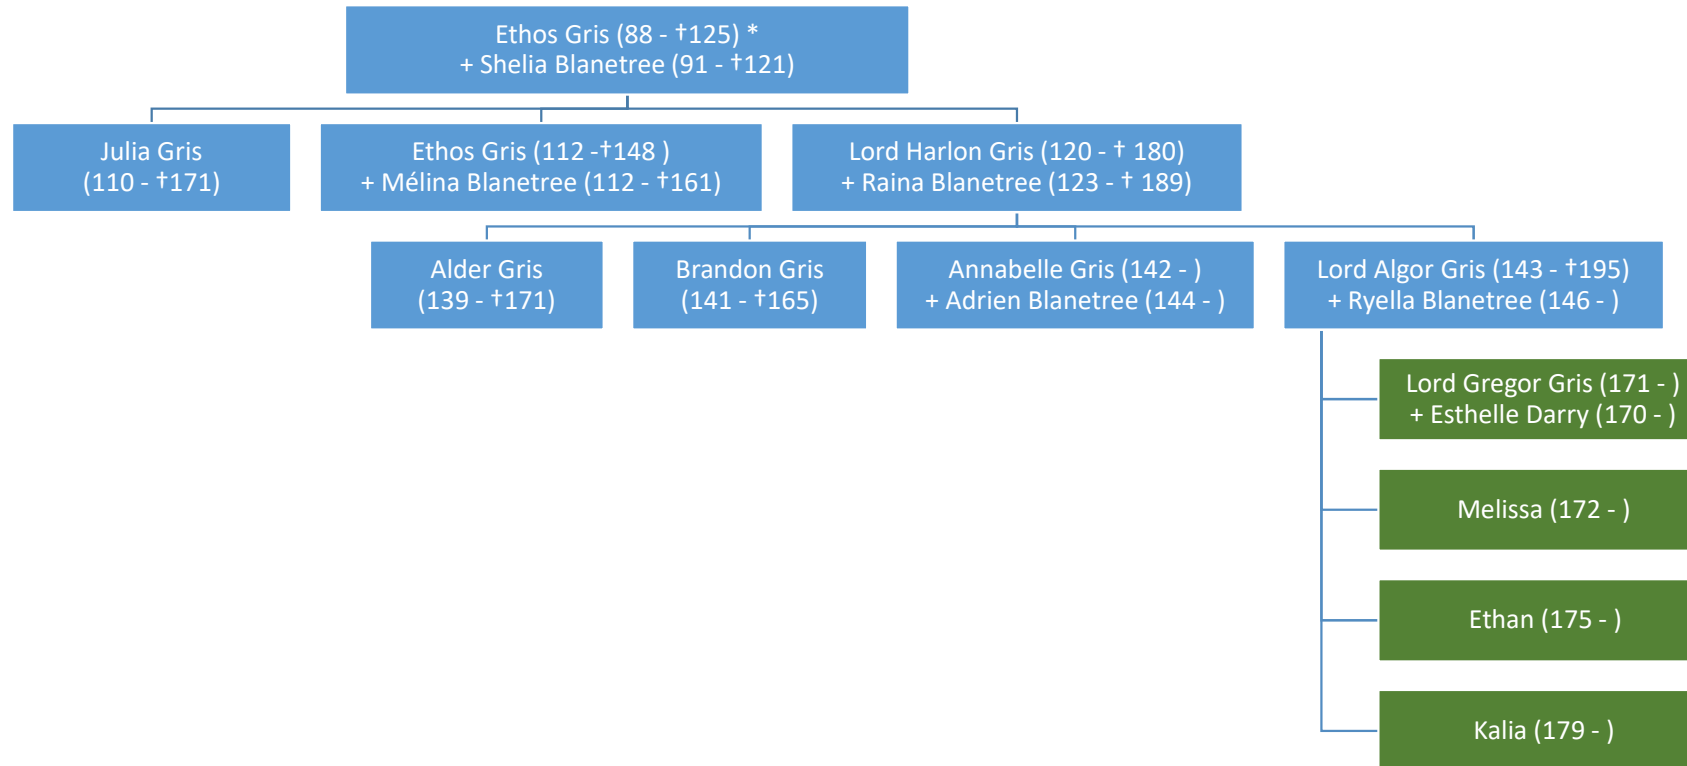 Ethos Gris (88 - †125) *
+ Shelia Blanetree (91 - †121)
Julia Gris
(110 - †171)
Ethos Gris (112 -†148 )
+ Mélina Blanetree (112 - †161)
Lord Harlon Gris (120 - † 180)
+ Raina Blanetree (123 - † 189)
Alder Gris
(139 - †171)
Brandon Gris
(141 - †165)
Annabelle Gris (142 - )
+ Adrien Blanetree (144 - )
Lord Algor Gris (143 - †195)
+ Ryella Blanetree (146 - )
Lord Gregor Gris (171 - )
+ Esthelle Darry (170 - )
Melissa (172 - )
Ethan (175 - )
Kalia (179 - )